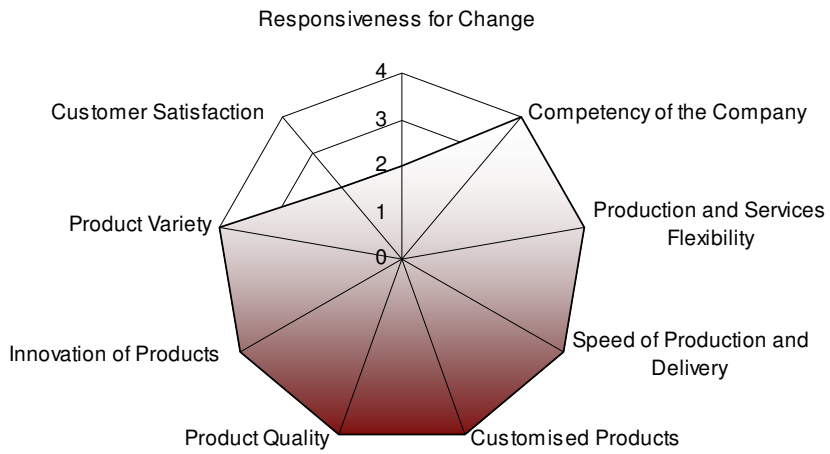 Responsiveness for Change
4
Customer Satisfaction
Competency of the Company
3
2
Product Variety
1
Production and Services
Flexibility
0
Innovation of Products
Speed of Production and
Delivery
Product Quality
Customised Products